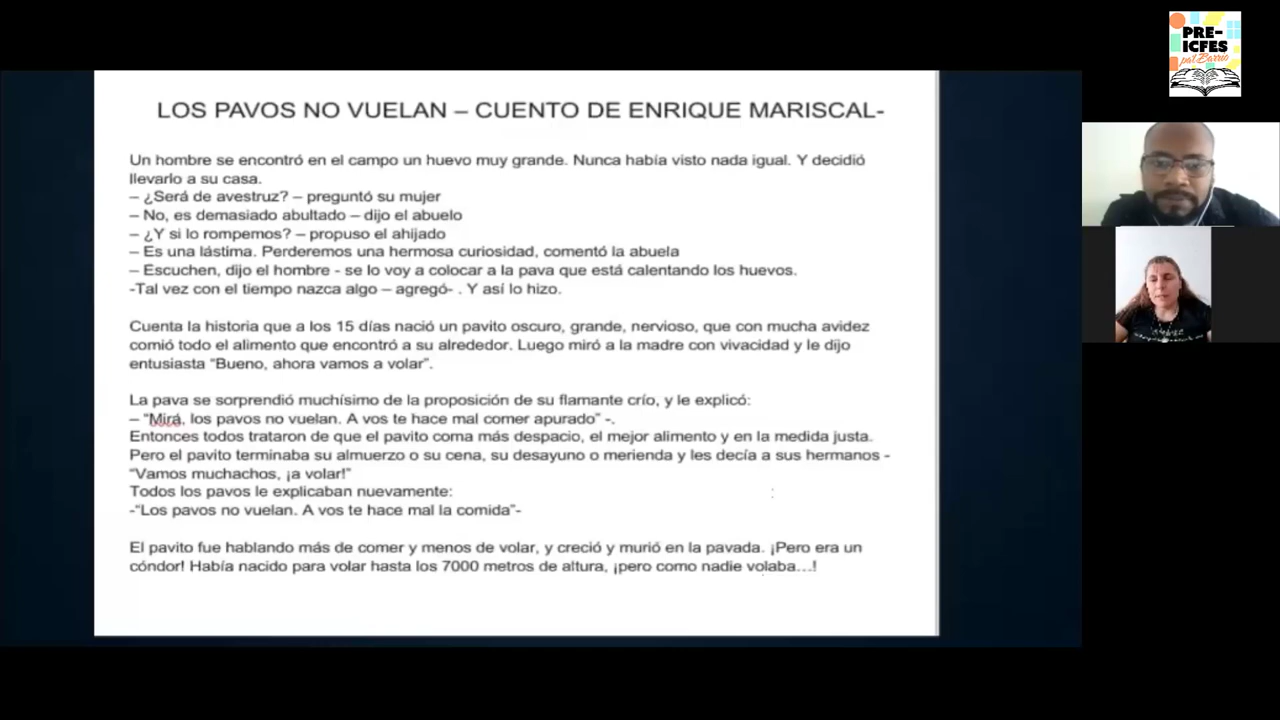 PRE-
ICFES
pa'l Barrio
LOS PAVOS NO VUELAN – CUENTO DE ENRIQUE MARISCAL-
Un hombre se encontró en el campo un huevo muy grande. Nunca había visto nada igual. Y decidió
llevarlo a su casa.
– ¿Será de avestruz? – preguntó su mujer
– No, es demasiado abultado – dijo el abuelo
– ¿Y si lo rompemos? – propuso el ahijado
– Es una lástima. Perderemos una hermosa curiosidad, comentó la abuela
– Escuchen, dijo el hombre - se lo voy a colocar a la pava que está calentando los huevos.
-Tal vez con el tiempo nazca algo – agregó- . Y así lo hizo.
Cuenta la historia que a los 15 días nació un pavito oscuro, grande, nervioso, que con mucha avidez
comió todo el alimento que encontró a su alrededor. Luego miró a la madre con vivacidad y le dijo
entusiasta “Bueno, ahora vamos a volar”.
La pava se sorprendió muchísimo de la proposición de su flamante crío, y le explicó:
– “Mirá, los pavos no vuelan. A vos te hace mal comer apurado” -.
Entonces todos trataron de que el pavito coma más despacio, el mejor alimento y en la medida justa.
Pero el pavito terminaba su almuerzo o su cena, su desayuno o merienda y les decía a sus hermanos -
“Vamos muchachos, ¡a volar!”
Todos los pavos le explicaban nuevamente:
-“Los pavos no vuelan. A vos te hace mal la comida”-
El pavito fue hablando más de comer y menos de volar, y creció y murió en la pavada. ¡Pero era un
cóndor! Había nacido para volar hasta los 7000 metros de altura, ¡pero como nadie volaba…!